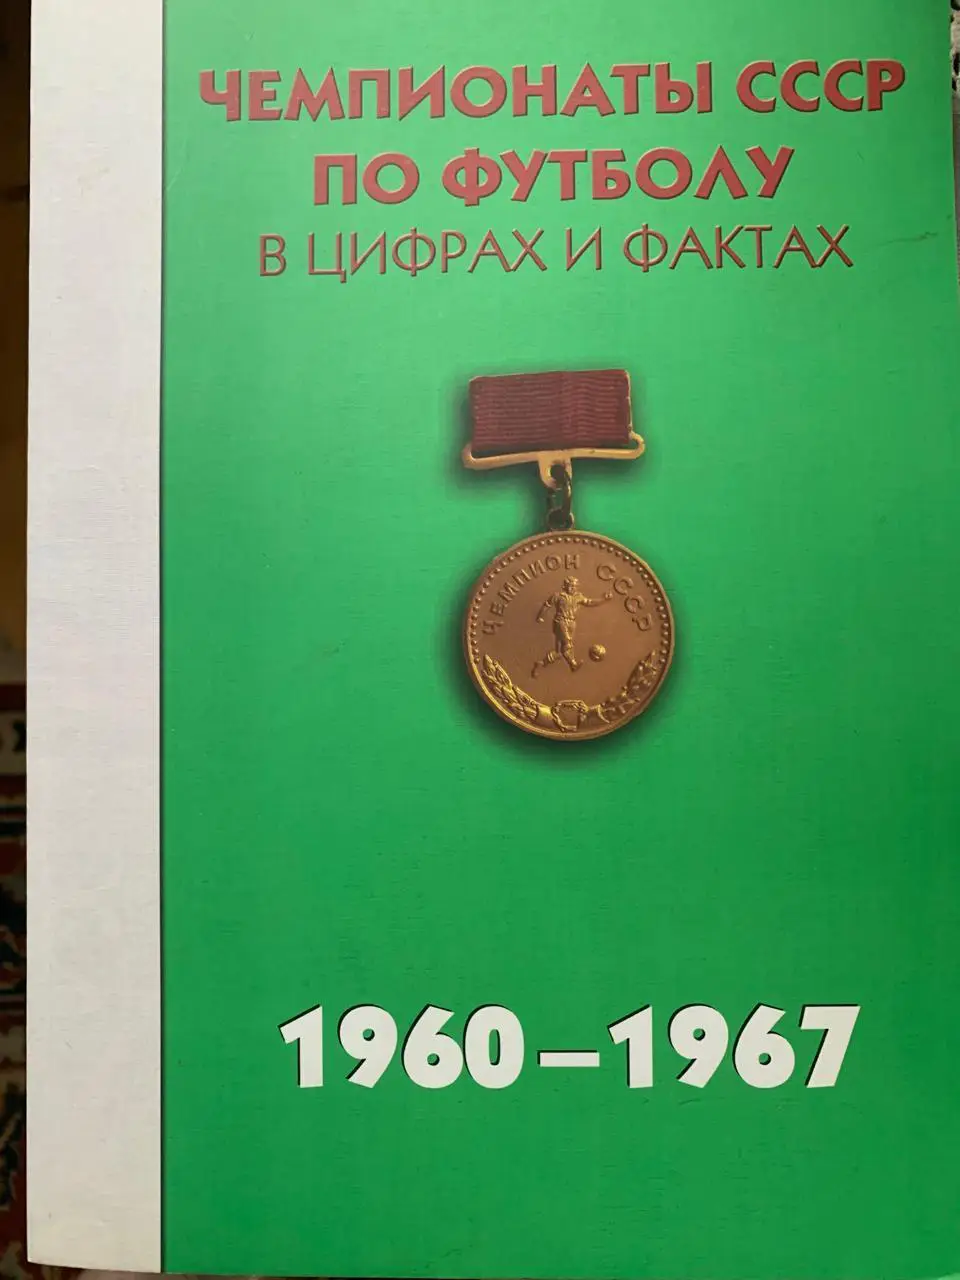 ЧЕМПИОНАТЫ СССР
ПО ФУТБОЛУ
В ЦИФРАХ И ФАКТАХ
ЧЕМПИОН СССР
1960–1967